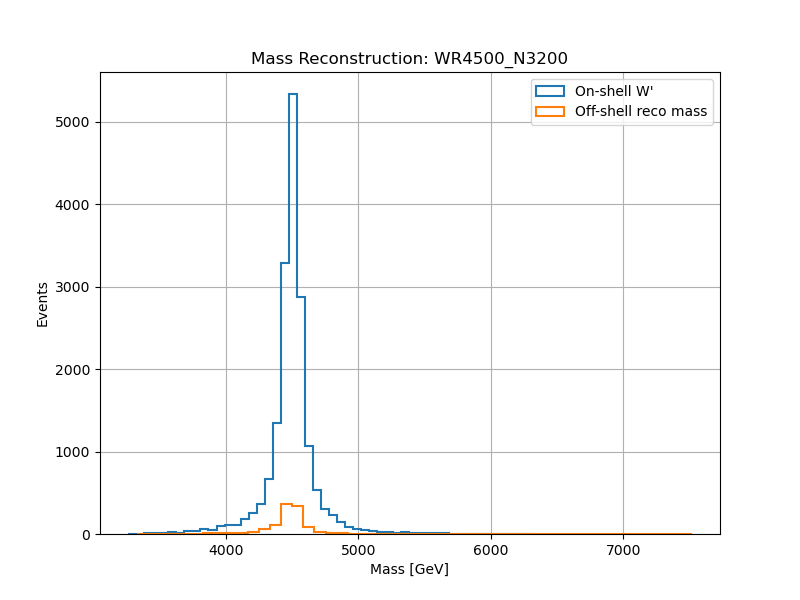 Mass Reconstruction: WR4500_N3200
On-shell W'
Off-shell reco mass
5000
4000
3000
2000
1000
0
Events
4000 5000 6000 7000
Mass [GeV]